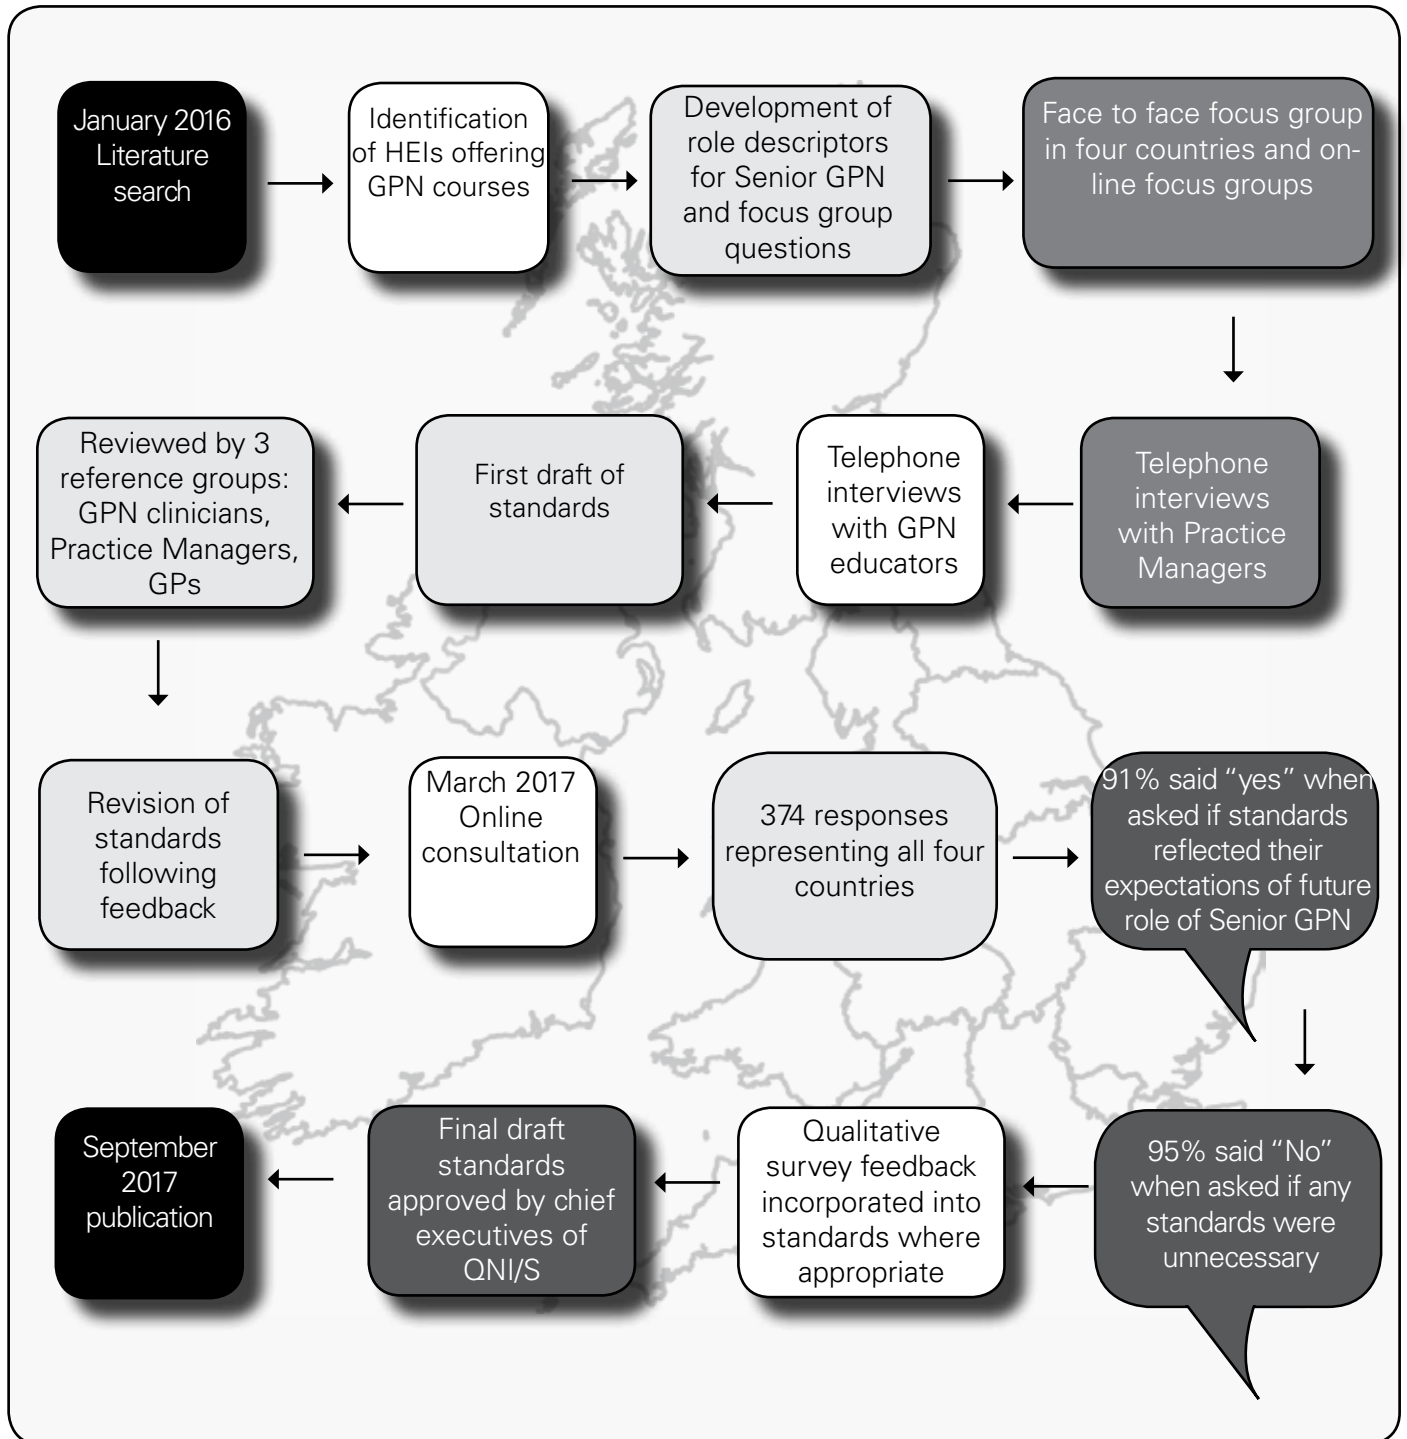 January 2016
Literature
search
Identification
of HEIs offering
GPN courses
Development of
role descriptors
for Senior GPN
and focus group
questions
Face to face focus group
in four countries and on-
line focus groups
Telephone
interviews
with Practice
Managers
Telephone
interviews
with GPN
educators
First draft of
standards
Reviewed by 3
reference groups:
GPN clinicians,
Practice Managers,
GPs
Revision of
standards
following
feedback
March 2017
Online
consultation
374 responses
representing all four
countries
91% said “yes” when
asked if standards
reflected their
expectations of future
role of Senior GPN
95% said “No”
when asked if any
standards were
unnecessary
Qualitative
survey feedback
incorporated into
standards where
appropriate
Final draft
standards
approved by chief
executives of
QNI/S
September
2017
publication